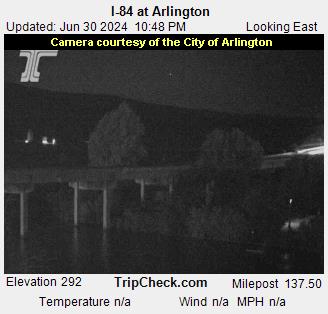 I-84 at Arlington
Updated: Jun 30 2024 10:48 PM Looking East
Camera courtesy of the City of Arlington
Elevation 292 TripCheck.com Milepost 137.50
Temperature n/a Wind n/a MPH n/a